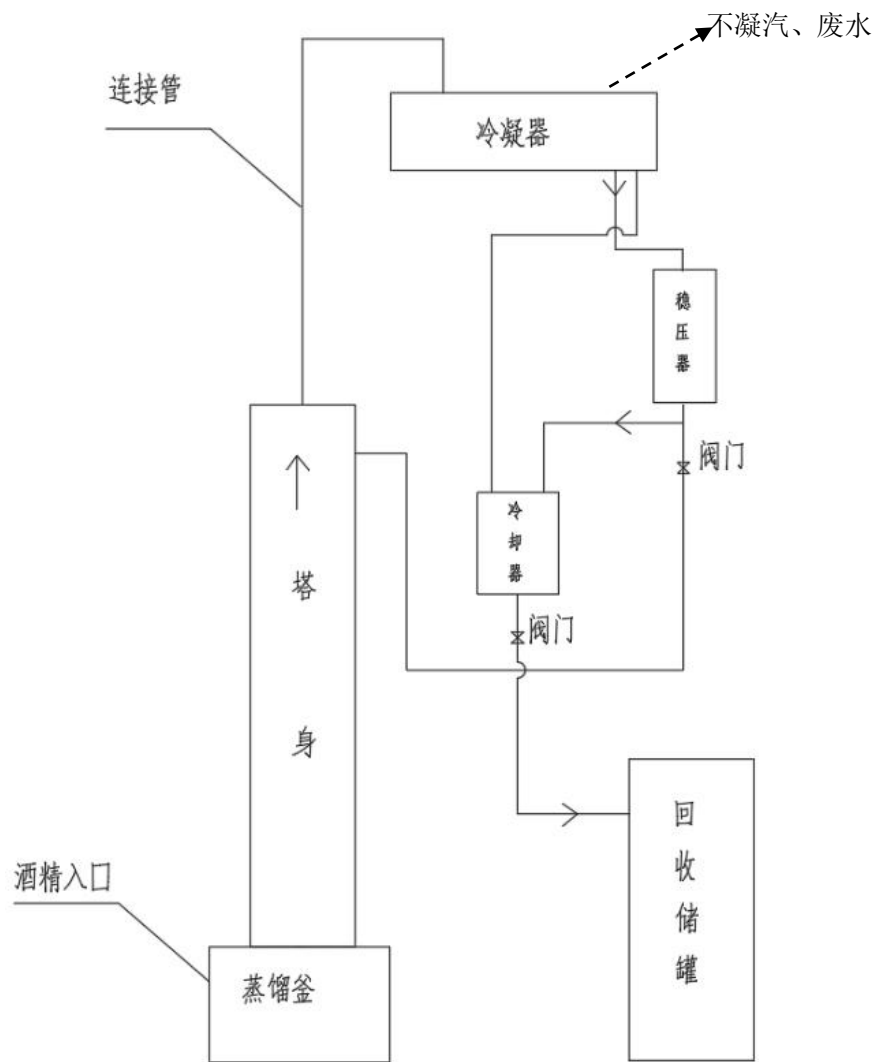 不凝汽、废水
连接管
冷凝器
稳压器
阀门
冷却器
塔身
阀门
回收储罐
酒精入口
蒸馏釜